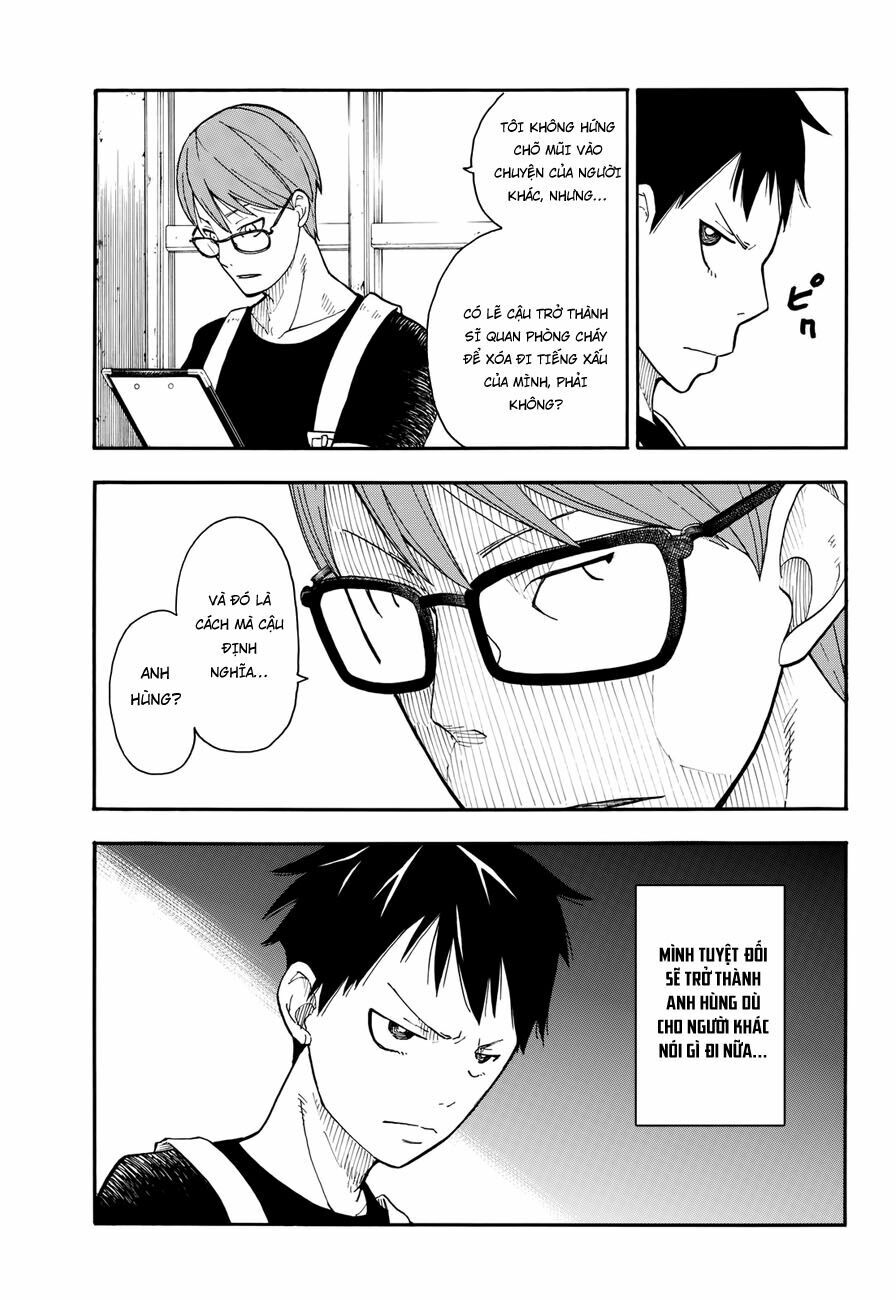 ピク
TÔI KHÔNG HỨNG
CHÕ MŨI VÀO
CHUYỆN CỦA NGƯỜI
KHÁC, NHƯNG...
CÓ LẼ CẬU TRỞ THÀNH
SĨ QUAN PHÒNG CHÁY
ĐỂ XÓA ĐI TIẾNG XẤU
CỦA MÌNH, PHẢI
KHÔNG?
VÀ ĐÓ LÀ
CÁCH MÀ CẬU
ĐỊNH
NGHĨA...
ANH
HÙNG?
MÌNH TUYỆT ĐỐI
SẼ TRỞ THÀNH
ANH HÙNG DÙ
CHO NGƯỜI KHÁC
NÓI GÌ ĐI NỮA...